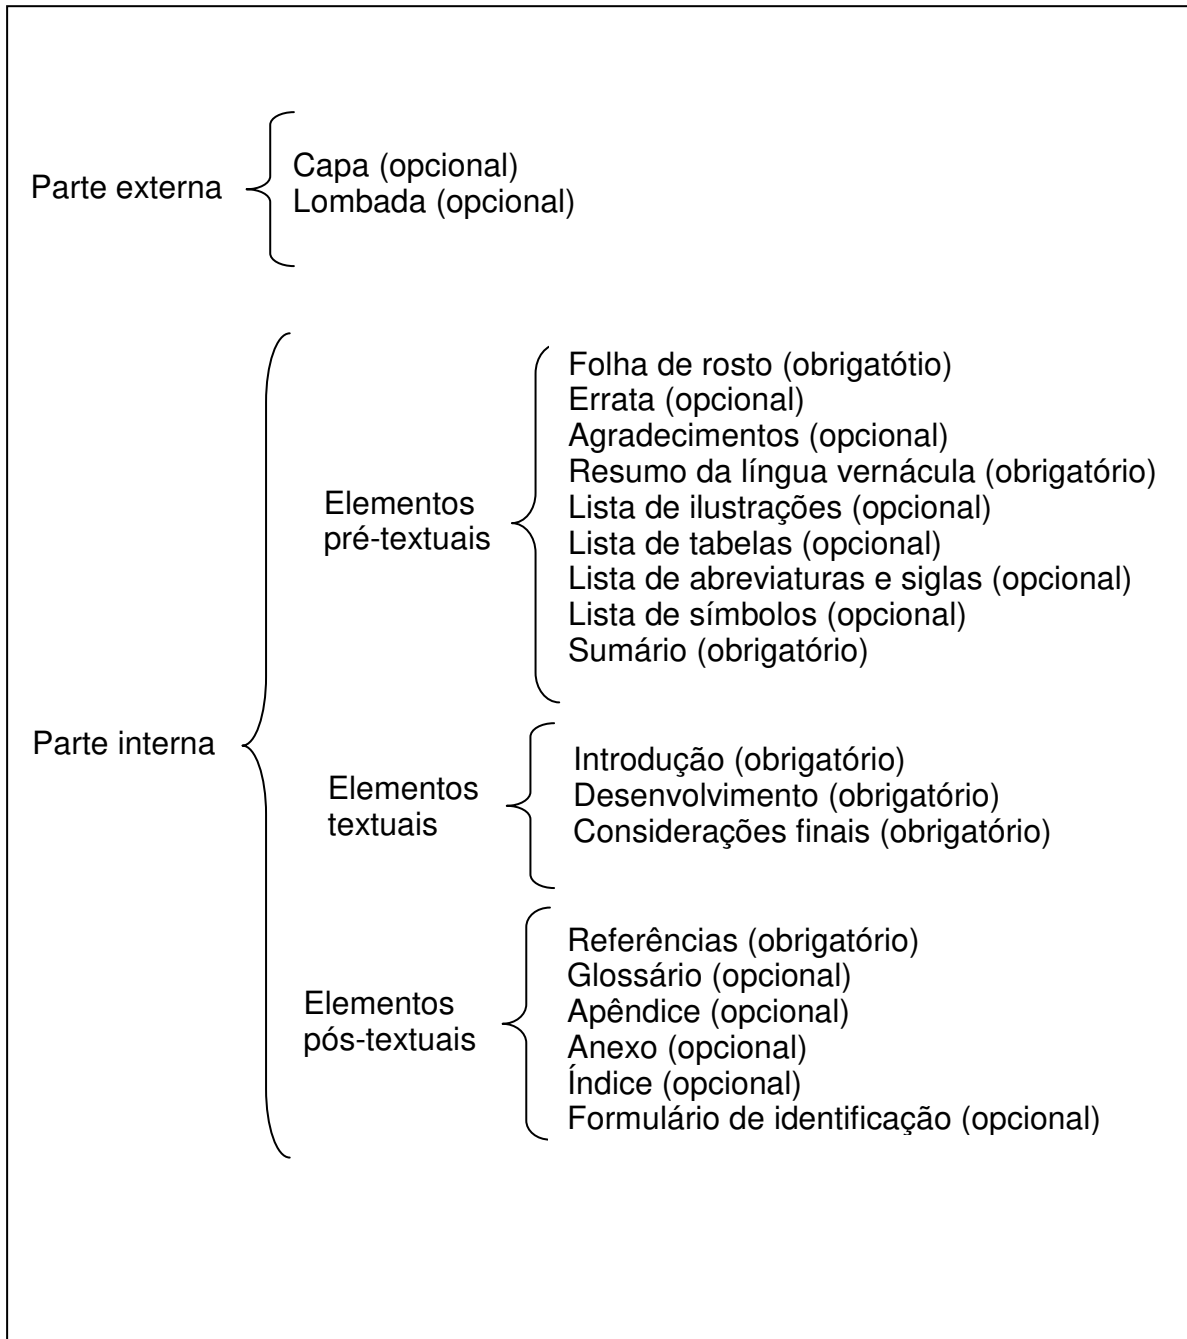 Parte externa
Capa (opcional)
Lombada (opcional)
Parte interna
Elementos
pré-textuais
Folha de rosto (obrigatótio)
Errata (opcional)
Agradecimentos (opcional)
Resumo da língua vernácula (obrigatório)
Lista de ilustrações (opcional)
Lista de tabelas (opcional)
Lista de abreviaturas e siglas (opcional)
Lista de símbolos (opcional)
Sumário (obrigatório)
Elementos
textuais
Introdução (obrigatório)
Desenvolvimento (obrigatório)
Considerações finais (obrigatório)
Elementos
pós-textuais
Referências (obrigatório)
Glossário (opcional)
Apêndice (opcional)
Anexo (opcional)
Índice (opcional)
Formulário de identificação (opcional)